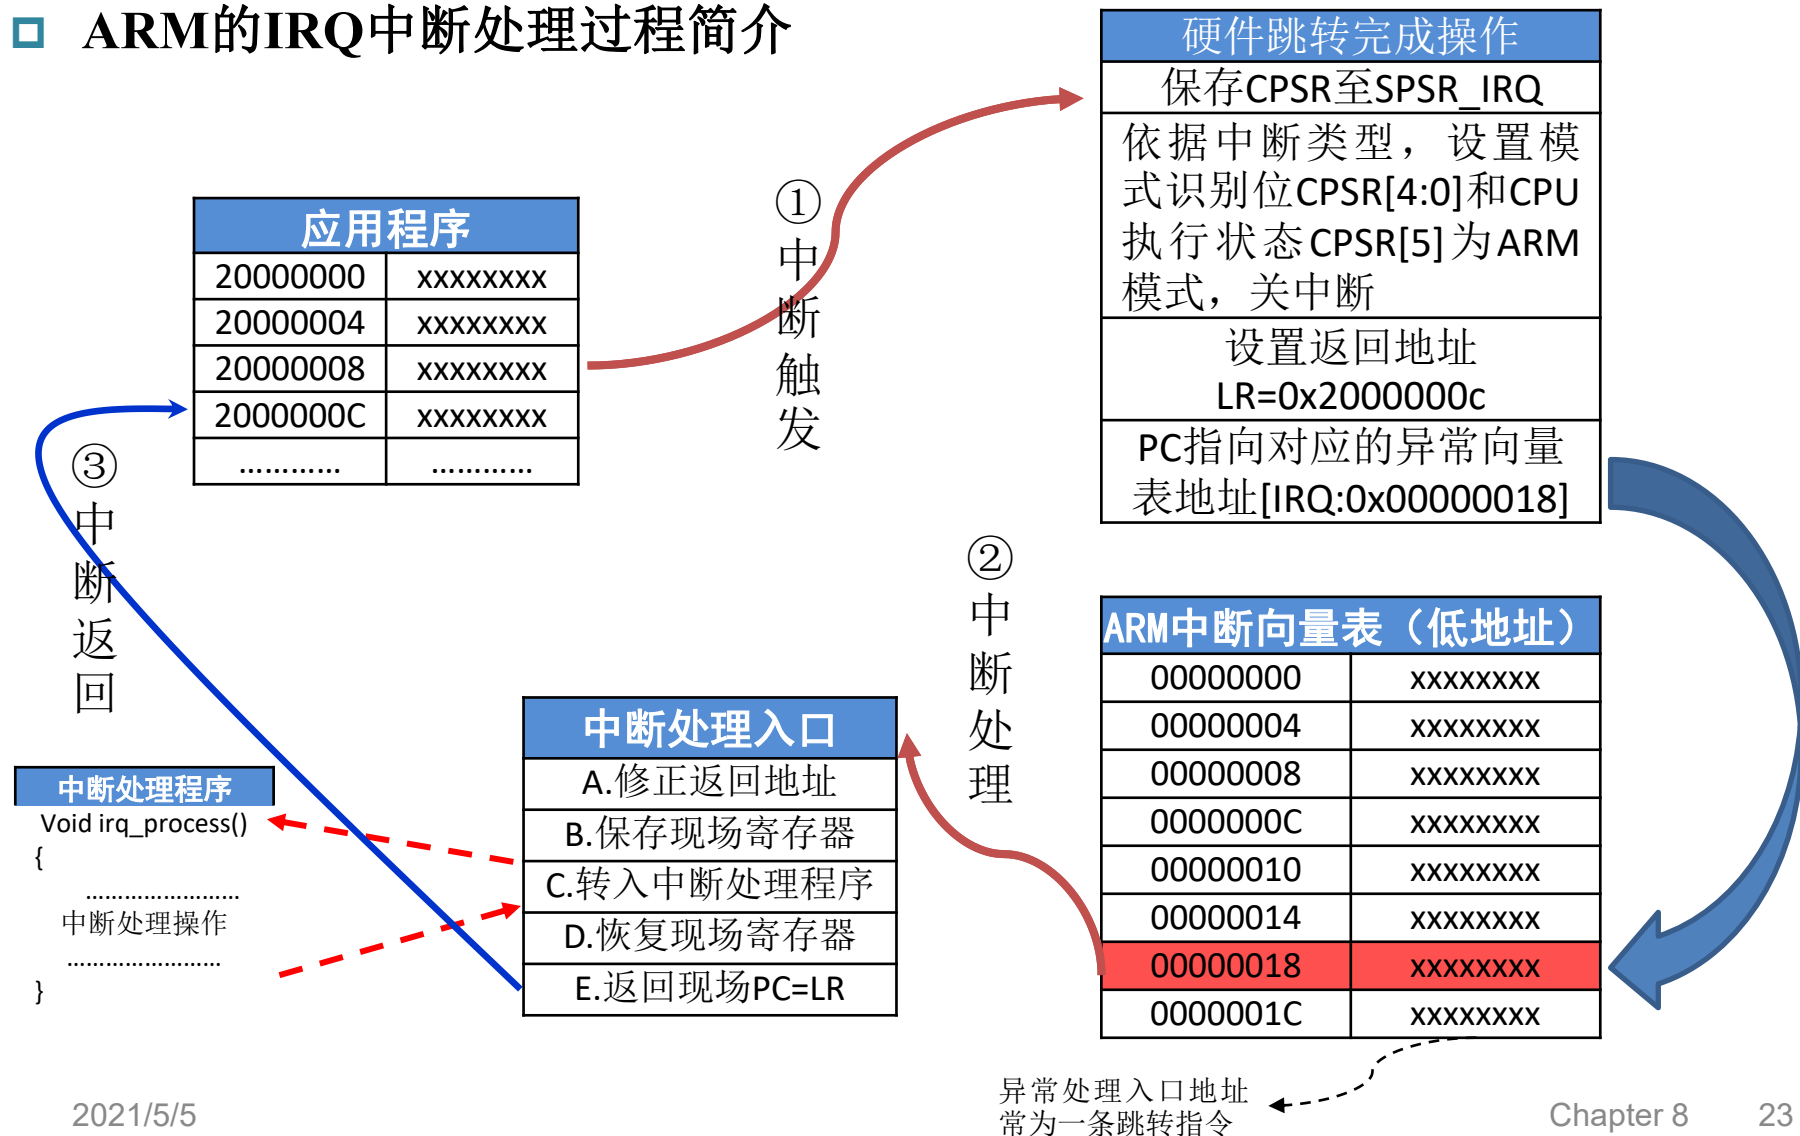 ARM的IRQ中断处理过程简介
硬件跳转完成操作
保存CPSR至SPSR_IRQ
依据中断类型，设置模
式识别位CPSR[4:0]和CPU
执行状态CPSR[5]为ARM
模式，关中断
设置返回地址
LR=0x2000000c
PC指向对应的异常向量
表地址[IRQ:0x00000018]
①中断触发
应用程序
20000000 xxxxxxxx
20000004 xxxxxxxx
20000008 xxxxxxxx
2000000C xxxxxxxx
………… …………
③中断返回
②中断处理
ARM中断向量表（低地址）
00000000 xxxxxxxx
00000004 xxxxxxxx
00000008 xxxxxxxx
0000000C xxxxxxxx
00000010 xxxxxxxx
00000014 xxxxxxxx
00000018 xxxxxxxx
0000001C xxxxxxxx
中断处理入口
A.修正返回地址
B.保存现场寄存器
C.转入中断处理程序
D.恢复现场寄存器
E.返回现场PC=LR
中断处理程序
Void irq_process()
{
……………………
中断处理操作
……………………
}
异常处理入口地址
常为一条跳转指令
2021/5/5
Chapter 8
23